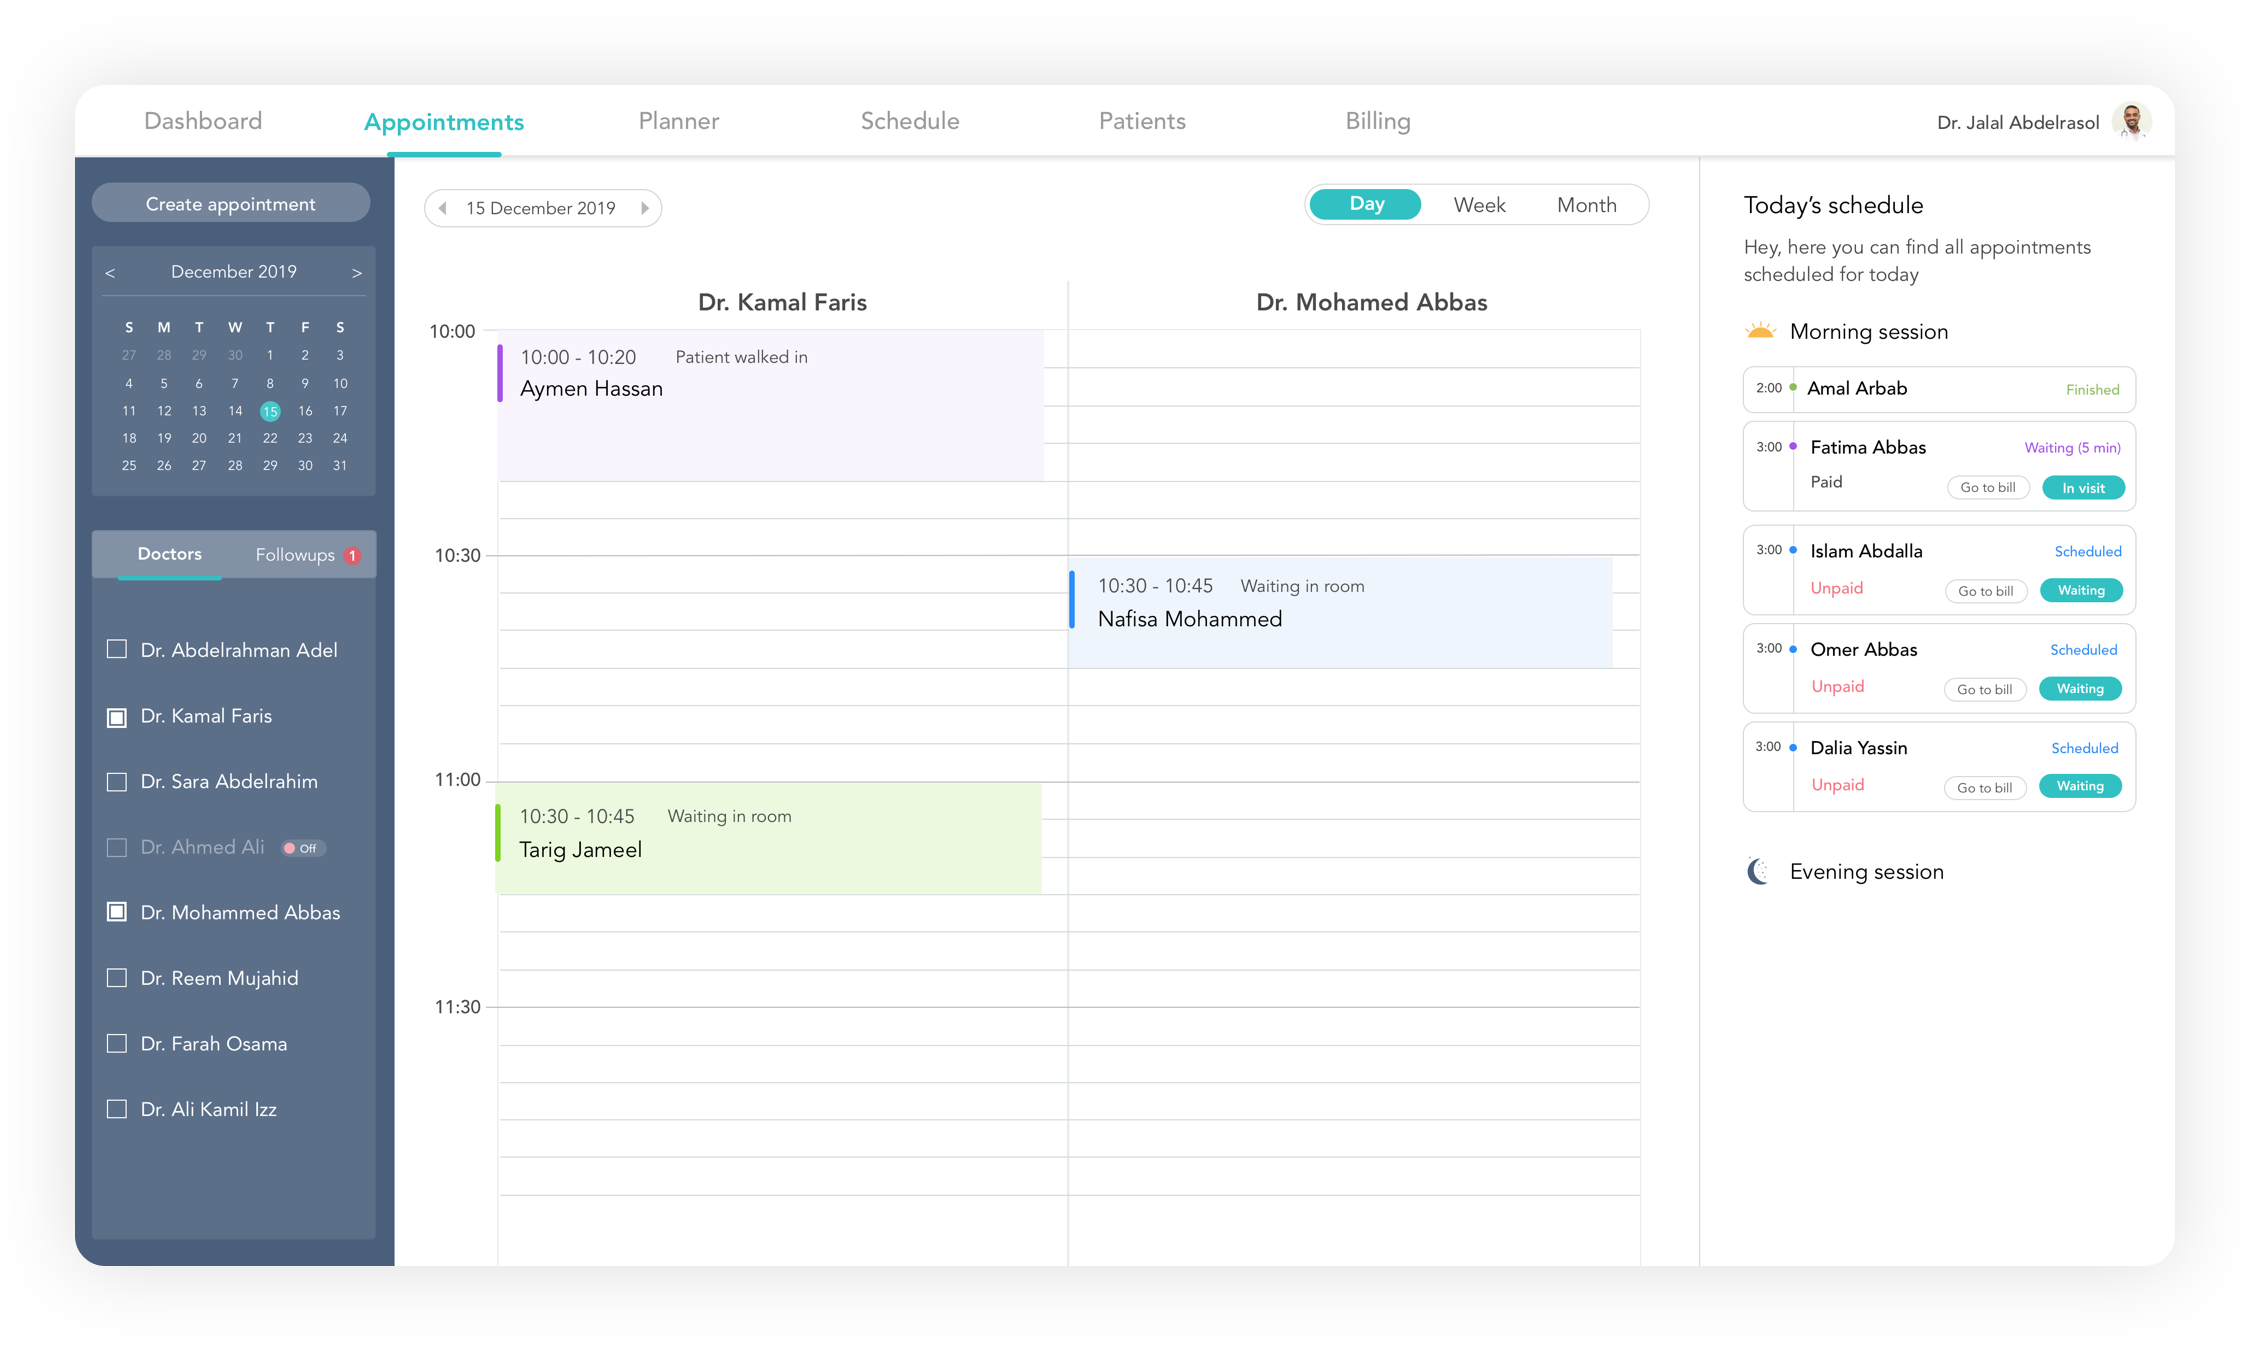 Dashboard Appointments Planner Schedule Patients Billing Dr. Jalal Abdelrasol
Create appointment
< December 2019 >
S M T W T F S
27 28 29 30 1 2 3
4 5 6 7 8 9 10
11 12 13 14 15 16 17
18 19 20 21 22 23 24
25 26 27 28 29 30 31
Doctors Followups 1
Dr. Abdelrahman Adel
Dr. Kamal Faris
Dr. Sara Abdelrahim
Dr. Ahmed Ali Off
Dr. Mohammed Abbas
Dr. Reem Mujahid
Dr. Farah Osama
Dr. Ali Kamil Izz
15 December 2019
Day Week Month
Dr. Kamal Faris Dr. Mohamed Abbas
10:00
10:00 - 10:20 Patient walked in
Aymen Hassan
10:30
10:30 - 10:45 Waiting in room
Nafisa Mohammed
11:00
10:30 - 10:45 Waiting in room
Tarig Jameel
11:30
Today’s schedule
Hey, here you can find all appointments
scheduled for today
Morning session
2:00 Amal Arbab Finished
3:00 Fatima Abbas Waiting (5 min)
Paid Go to bill In visit
3:00 Islam Abdalla Scheduled
Unpaid Go to bill Waiting
3:00 Omer Abbas Scheduled
Unpaid Go to bill Waiting
3:00 Dalia Yassin Scheduled
Unpaid Go to bill Waiting
Evening session